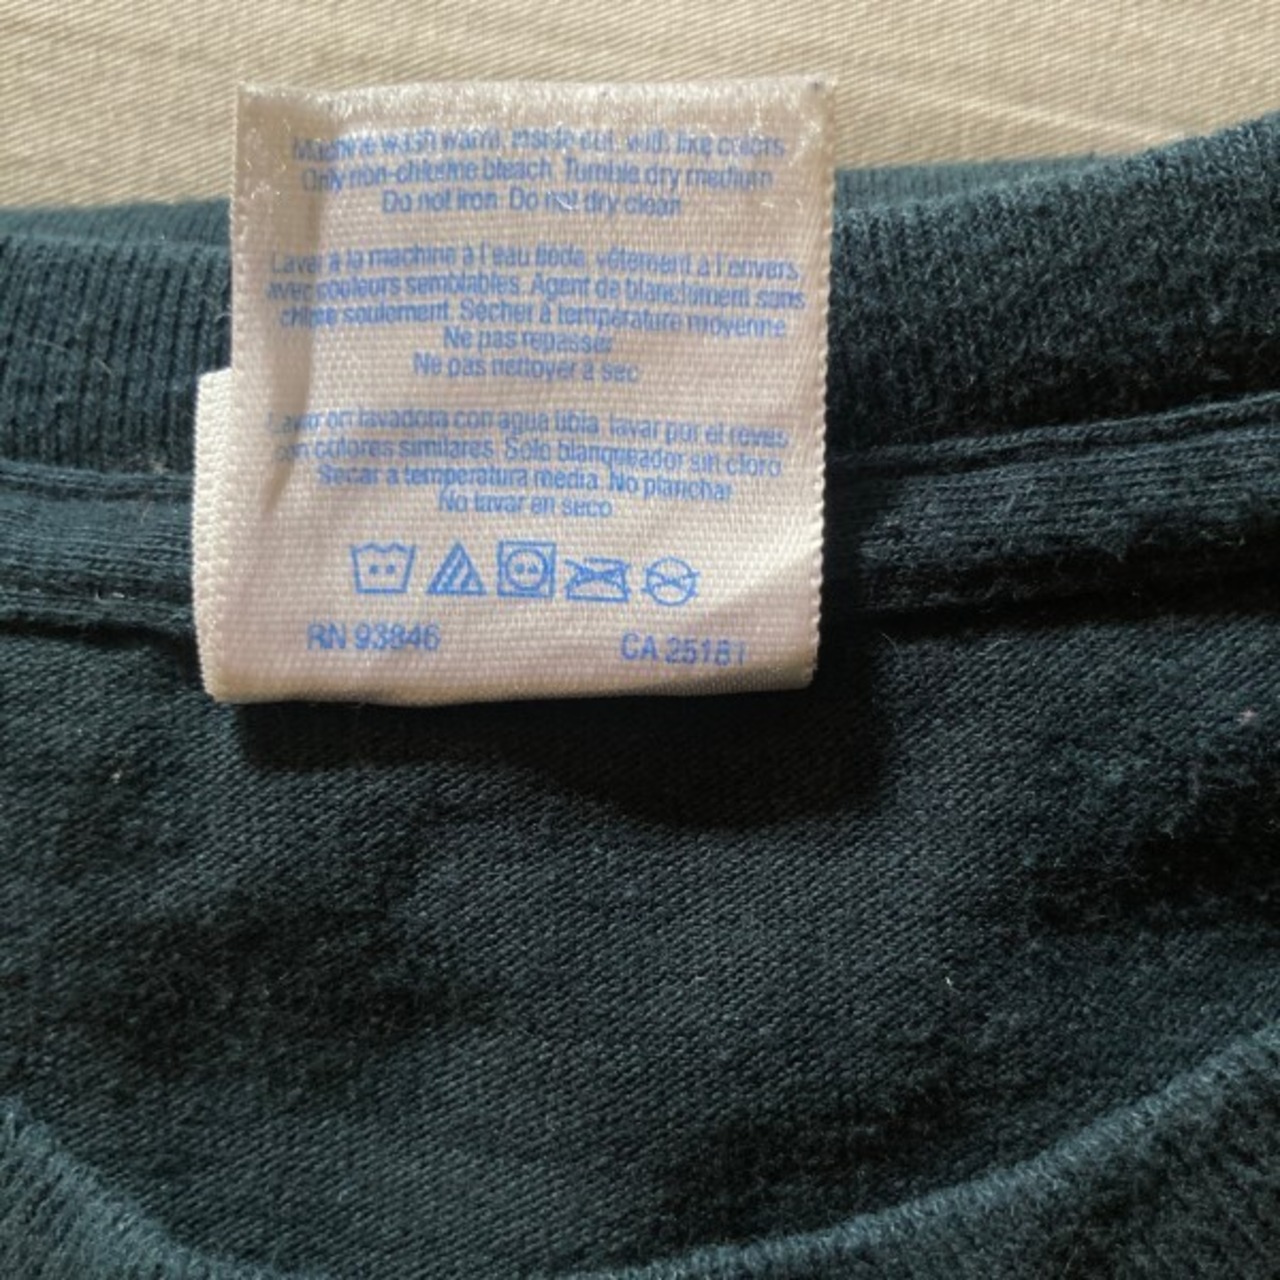 Machine wash warm, inside out, with like colors.
Only non-chlorine bleach. Tumble dry medium.
Do not iron. Do not dry clean.
Laver à la machine à l'eau tiède, vêtement à l'envers,
avec couleurs semblables. Agent de blanchiment sans
chlore seulement. Sécher à température moyenne.
Ne pas repasser.
Ne pas nettoyer à sec.
Lavar en lavadora con agua tibia, lavar por el revés
con colores similares. Solo blanqueador sin cloro.
Secar a temperatura media. No planchar
No lavar en seco
RN 93846
CA 25181